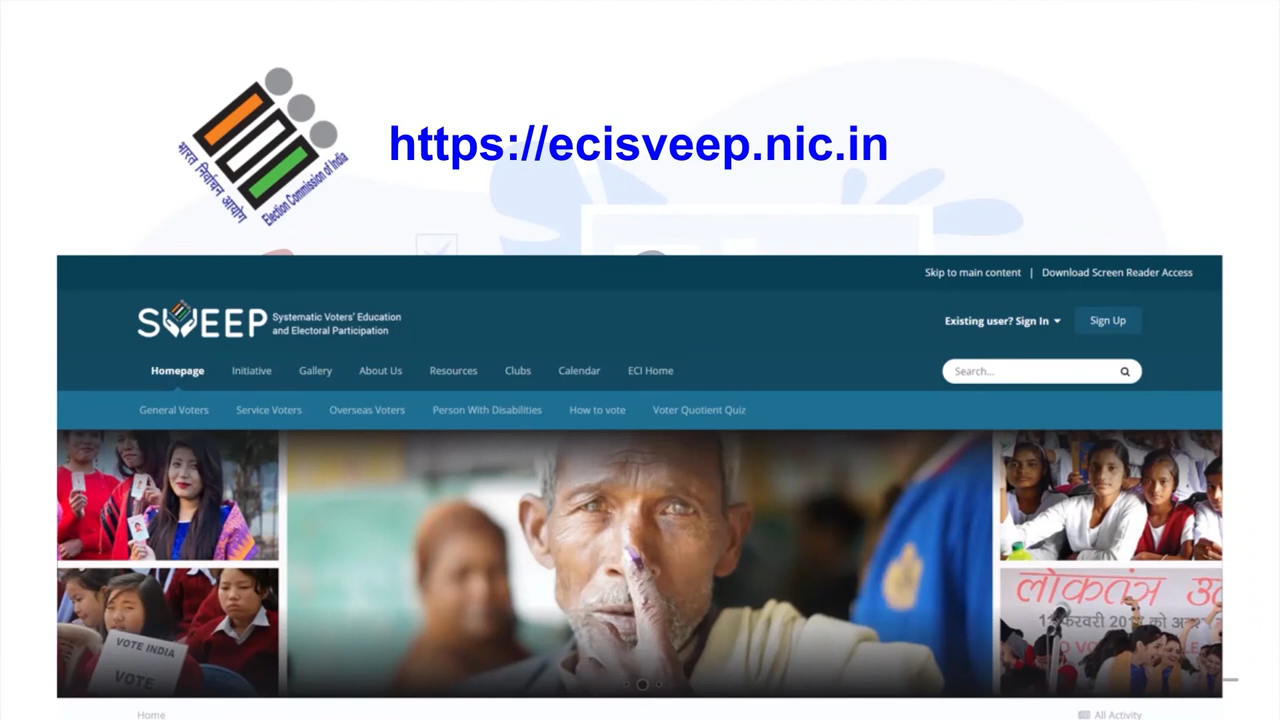 भारत निर्वाचन आयोग
Election Commission of India
https://ecisveep.nic.in
Skip to main content | Download Screen Reader Access
SVEEP Systematic Voters' Education
and Electoral Participation
Existing user? Sign In
Sign Up
Homepage Initiative Gallery About Us Resources Clubs Calendar ECI Home
Search...
General Voters Service Voters Overseas Voters Person With Disabilities How to vote Voter Quotient Quiz
VOTE INDIA
VOTE
लोकतंत्र
को
Home
All Activity